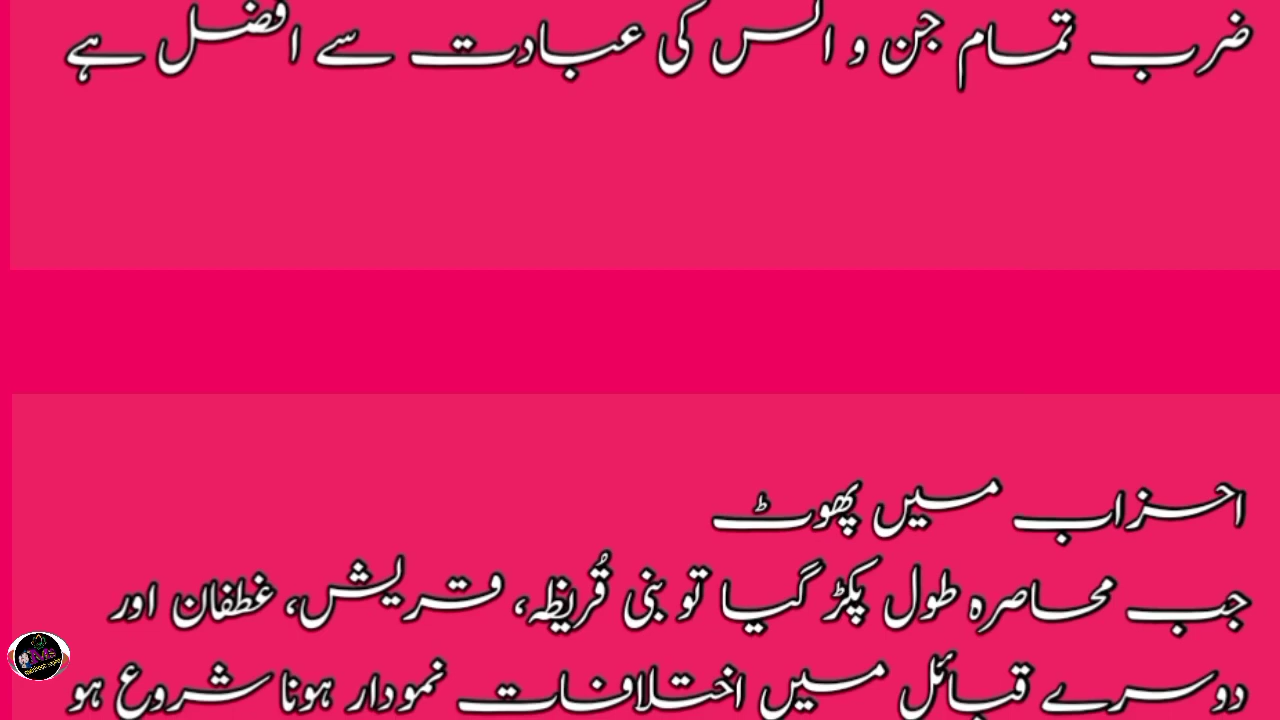 ضرب تمام جن و انس کی عبادت سے افضل ہے
احزاب میں پھوٹ
جب محاصرہ طول پکڑ گیا تو بنی قُریظہ، قریش، غطفان اور
دوسرے قبائل میں اختلافات نمودار ہونا شروع ہو